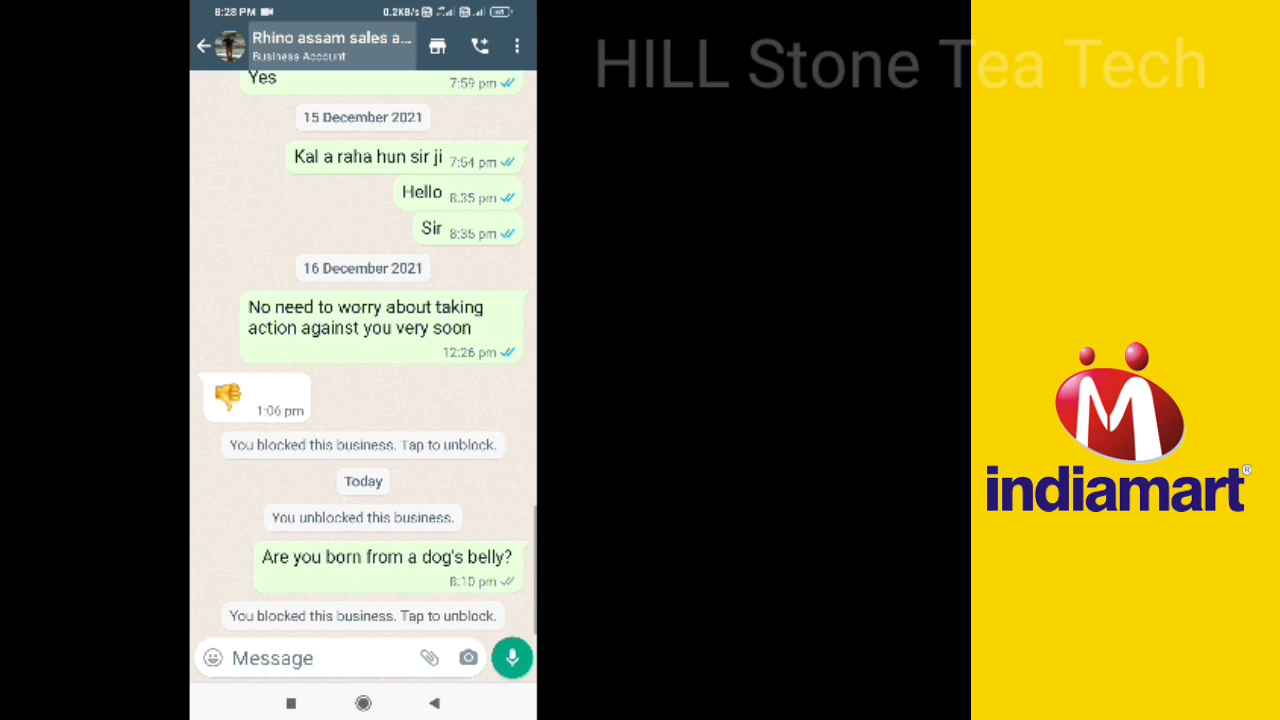 8:28 PM
0.2KB/s
Rhino assam sales a...
Business Account
HILL Stone Tea Tech
Yes
7:59 pm
15 December 2021
Kal a raha hun sir ji
7:54 pm
Hello
8:35 pm
Sir
8:35 pm
16 December 2021
No need to worry about taking
action against you very soon
12:26 pm
1:06 pm
You blocked this business. Tap to unblock.
Today
You unblocked this business.
Are you born from a dog's belly?
8:10 pm
You blocked this business. Tap to unblock.
Message
indiamart®